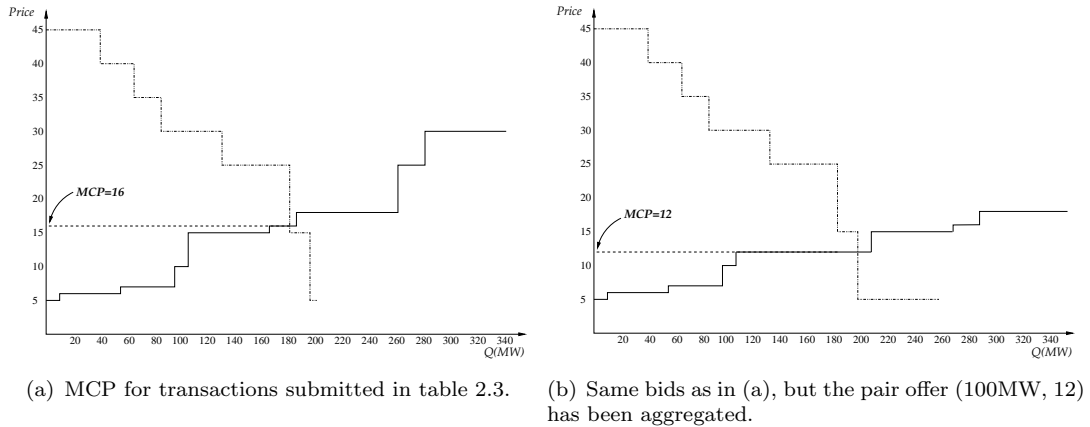 Price
45
40
35
30
25
20
15
10
5
MCP=16
20 40 60 80 100 120 140 160 180 200 220 240 260 280 300 320 340
Q(MW)
(a) MCP for transactions submitted in table 2.3.
Price
45
40
35
30
25
20
15
10
5
MCP=12
20 40 60 80 100 120 140 160 180 200 220 240 260 280 300 320 340
Q(MW)
(b) Same bids as in (a), but the pair offer (100MW, 12)
has been aggregated.